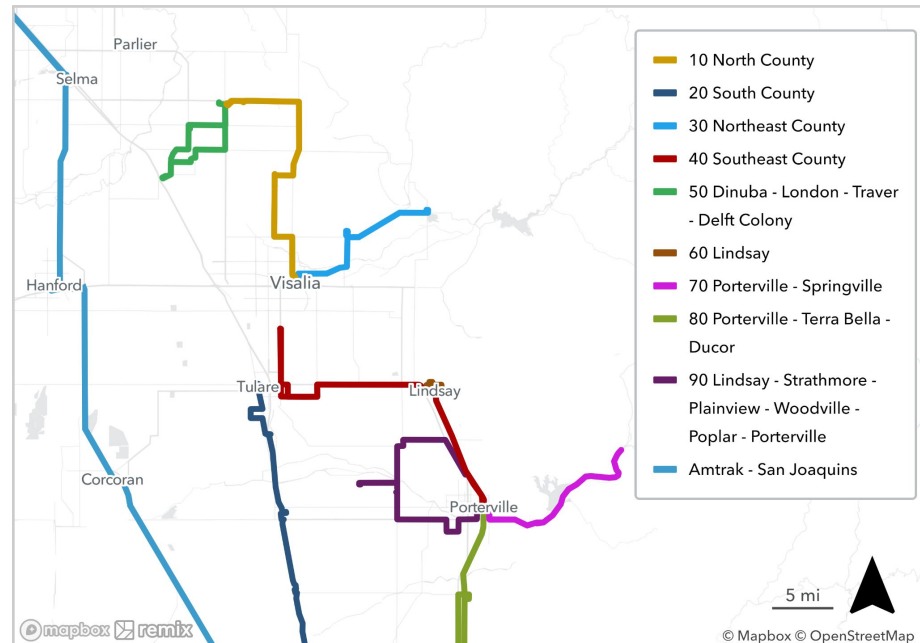 Parlier
Selma
Hanford
Visalia
Tulare
Lindsay
Corcoran
Porterville
10 North County
20 South County
30 Northeast County
40 Southeast County
50 Dinuba - London - Traver
- Delft Colony
60 Lindsay
70 Porterville - Springville
80 Porterville - Terra Bella -
Ducor
90 Lindsay - Strathmore -
Plainview - Woodville -
Poplar - Porterville
Amtrak - San Joaquins
5 mi
mapbox remix
© Mapbox © OpenStreetMap